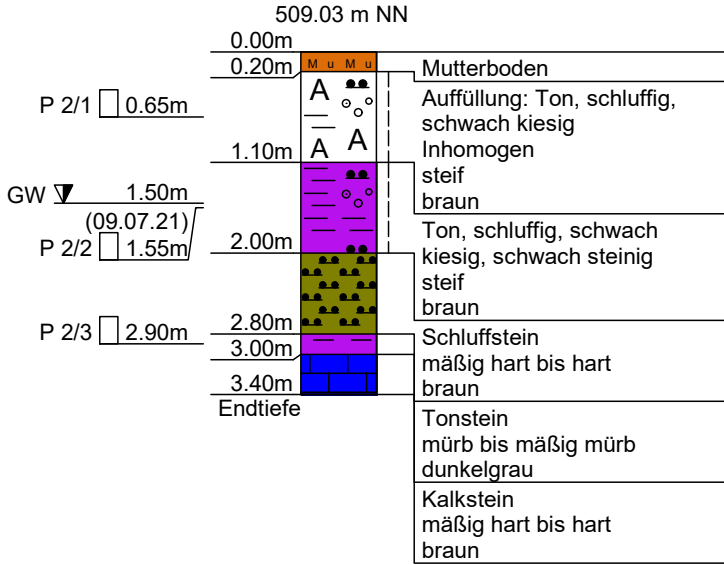 509.03 m NN
0.00m
0.20m
M u M u
Mutterboden
P 2/1 0.65m
A
A
A
Auffüllung: Ton, schluffig,
schwach kiesig
Inhomogen
steif
braun
1.10m
GW 1.50m
(09.07.21)
P 2/2 1.55m
2.00m
Ton, schluffig, schwach
kiesig, schwach steinig
steif
braun
P 2/3 2.90m
2.80m
Schluffstein
mäßig hart bis hart
braun
3.00m
3.40m
Endtiefe
Tonstein
mürb bis mäßig mürb
dunkelgrau
Kalkstein
mäßig hart bis hart
braun